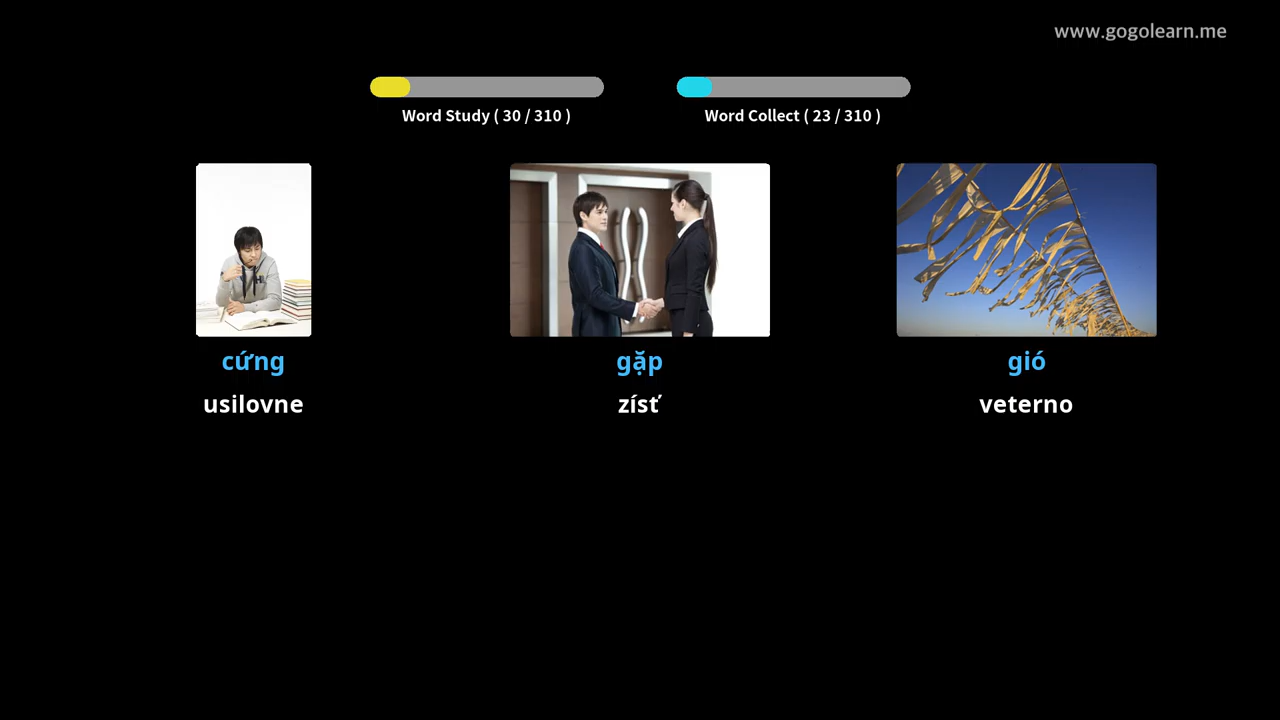 www.gogolearn.me
Word Study ( 30 / 310 )
Word Collect ( 23 / 310 )
cứng
gặp
gió
usilovne
zísť
veterno